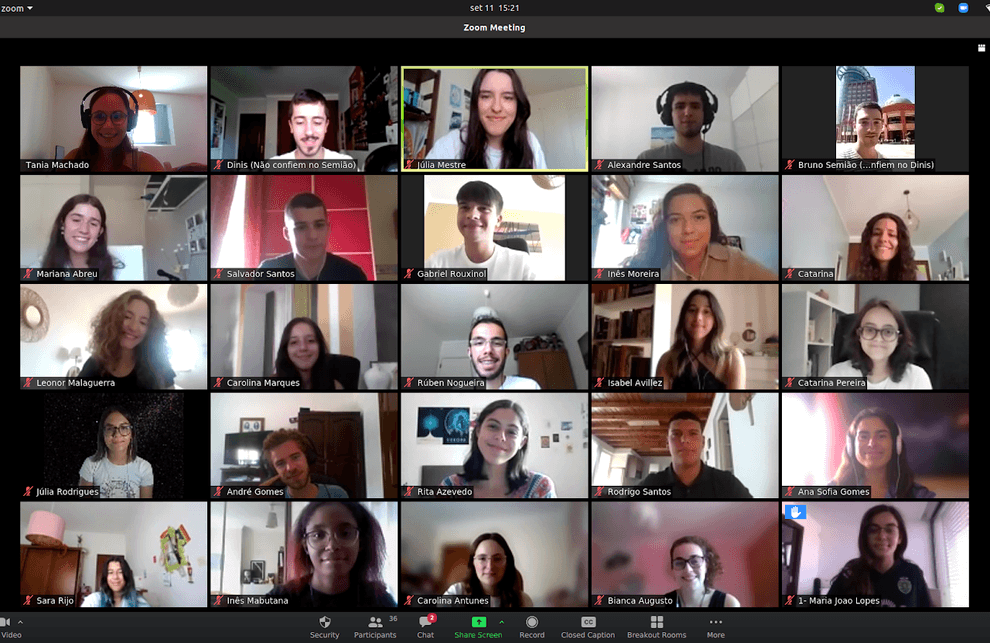 zoom
set 11 15:21
Zoom Meeting
Tania Machado
Dinis (Não confiem no Semião)
Júlia Mestre
Alexandre Santos
Bruno Semião (...nfiem no Dinis)
Mariana Abreu
Salvador Santos
Gabriel Rouxinol
Inês Moreira
Catarina
Leonor Malaguerra
Carolina Marques
Rúben Nogueira
Isabel Avillez
Catarina Pereira
Júlia Rodrigues
André Gomes
Rita Azevedo
Rodrigo Santos
Ana Sofia Gomes
Sara Rijo
Inês Mabutana
Carolina Antunes
Bianca Augusto
1- Maria Joao Lopes
36
2
CC
Video
Security
Participants
Chat
Share Screen
Record
Closed Caption
Breakout Rooms
More